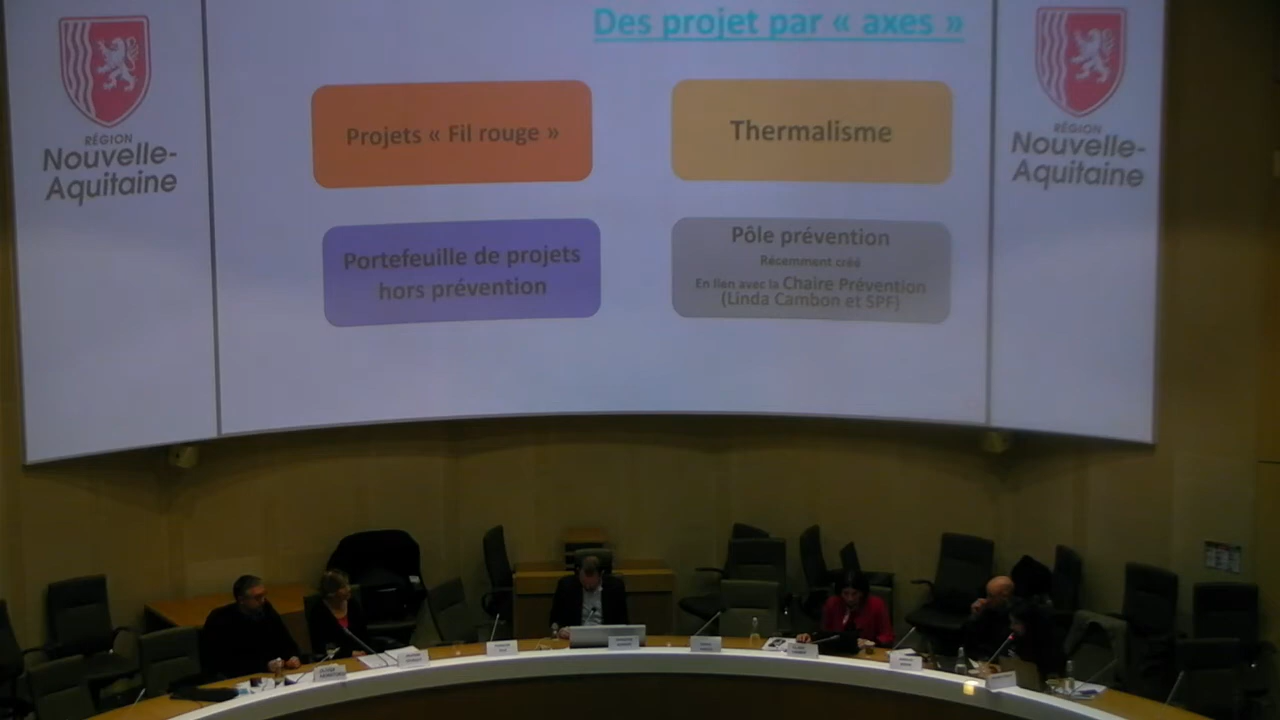 Des projet par « axes »
RÉGION
Nouvelle-
Aquitaine
Projets « Fil rouge »
Thermalisme
RÉGION
Nouvelle-
Aquitaine
Portefeuille de projets
hors prévention
Pôle prévention
Récemment créé
En lien avec la Chaire Prévention
(Linda Cambon et SPF)